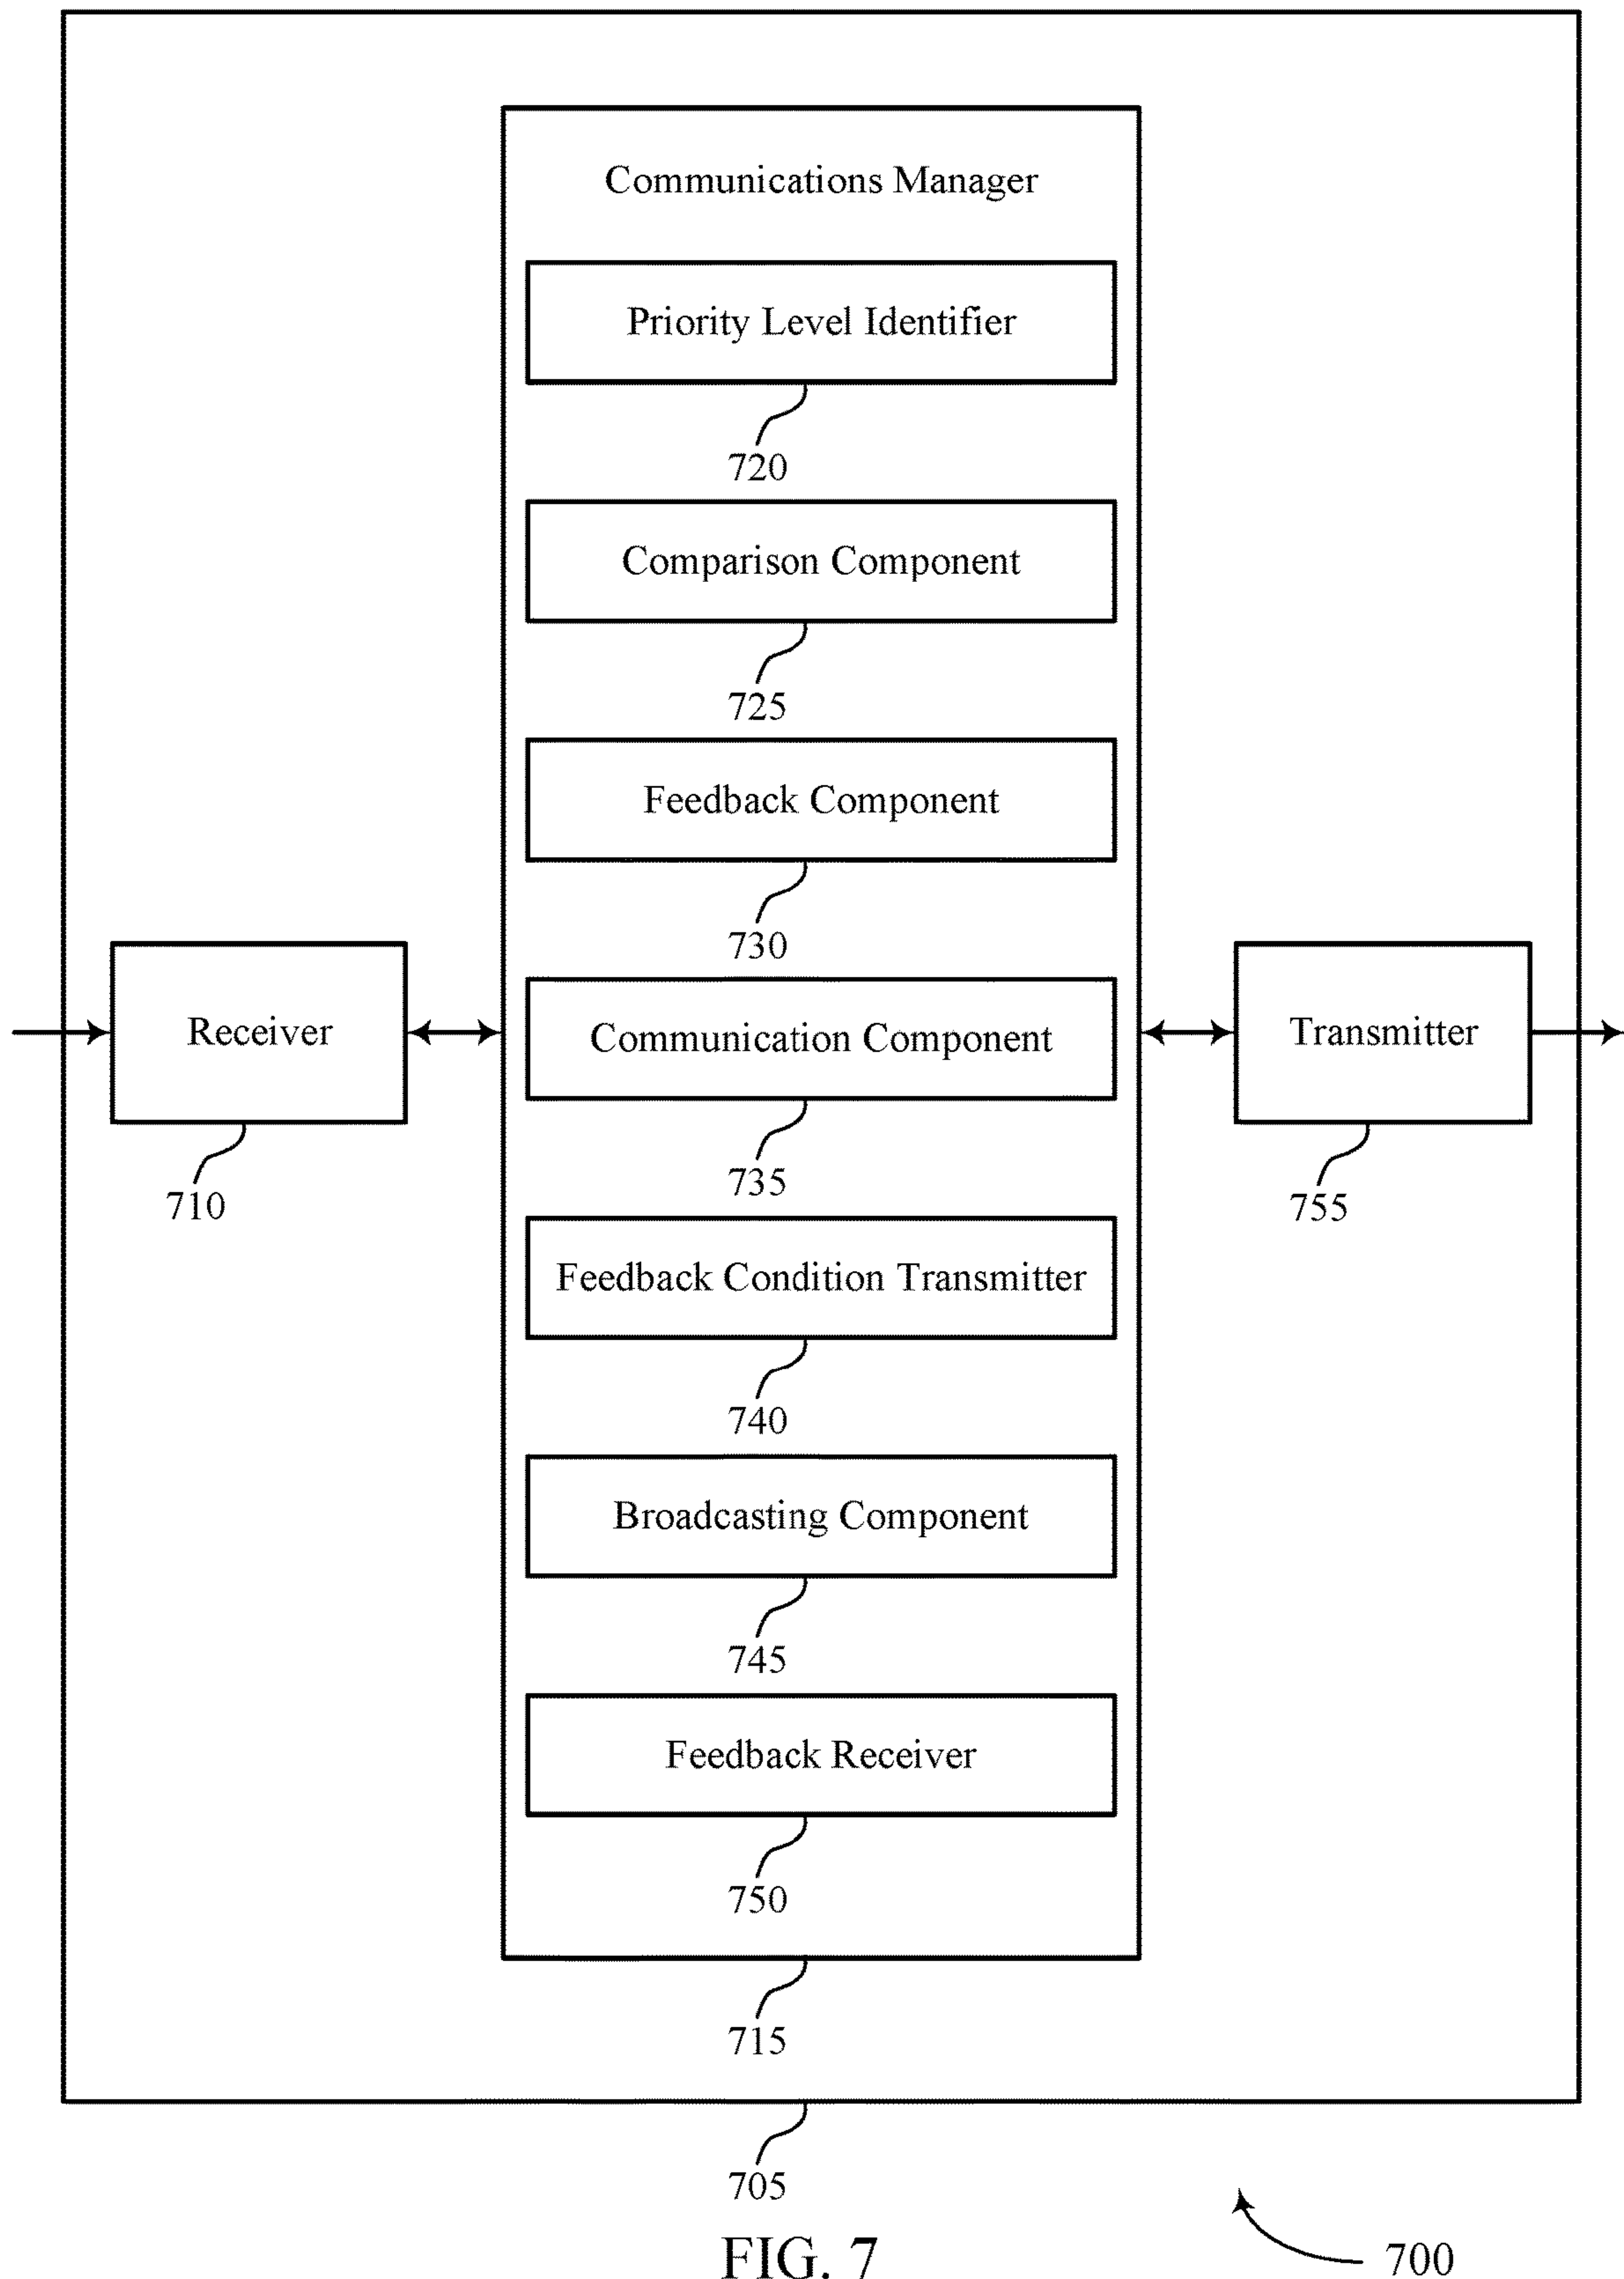 Communications Manager
Priority Level Identifier
720
Comparison Component
725
Feedback Component
730
Receiver
710
Communication Component
735
Transmitter
755
Feedback Condition Transmitter
740
Broadcasting Component
745
Feedback Receiver
750
715
705
FIG. 7
700